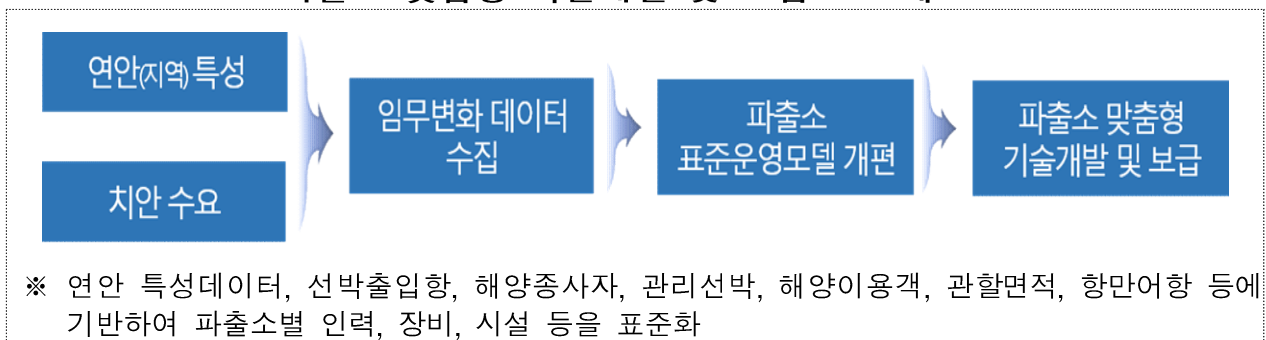 연안(지역) 특성
치안 수요
임무변화 데이터
수집
파출소
표준운영모델 개편
파출소 맞춤형
기술개발 및 보급
※ 연안 특성데이터, 선박출입항, 해양종사자, 관리선박, 해양이용객, 관할면적, 항만어항 등에
기반하여 파출소별 인력, 장비, 시설 등을 표준화